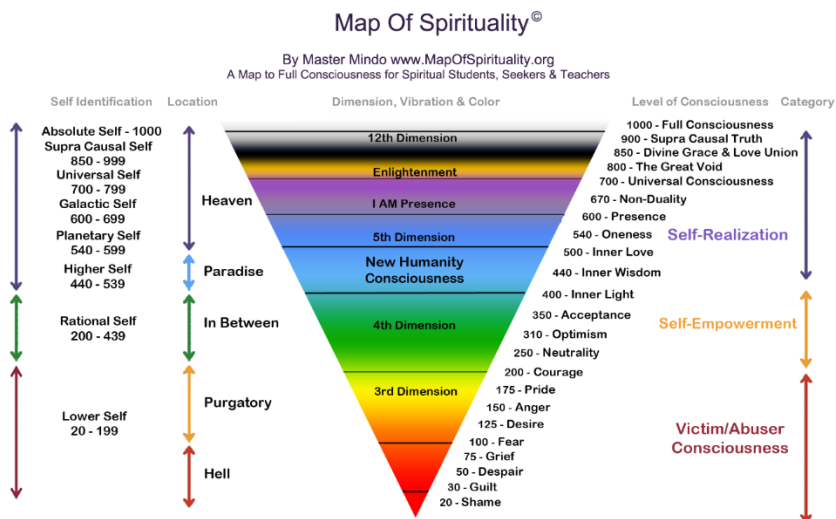 Map Of Spirituality©
By Master Mindo www.MapOfSpirituality.org
A Map to Full Consciousness for Spiritual Students, Seekers & Teachers
Self Identification
Location
Dimension, Vibration & Color
Level of Consciousness
Category
Absolute Self - 1000
Supra Causal Self
850 - 999
Universal Self
700 - 799
Galactic Self
600 - 699
Planetary Self
540 - 599
Higher Self
440 - 539
Rational Self
200 - 439
Lower Self
20 - 199
Heaven
Paradise
In Between
Purgatory
Hell
12th Dimension
Enlightenment
I AM Presence
5th Dimension
New Humanity
Consciousness
4th Dimension
3rd Dimension
1000 - Full Consciousness
900 - Supra Causal Truth
850 - Divine Grace & Love Union
800 - The Great Void
700 - Universal Consciousness
670 - Non-Duality
600 - Presence
540 - Oneness
500 - Inner Love
440 - Inner Wisdom
400 - Inner Light
350 - Acceptance
310 - Optimism
250 - Neutrality
200 - Courage
175 - Pride
150 - Anger
125 - Desire
100 - Fear
75 - Grief
50 - Despair
30 - Guilt
20 - Shame
Self-Realization
Self-Empowerment
Victim/Abuser
Consciousness